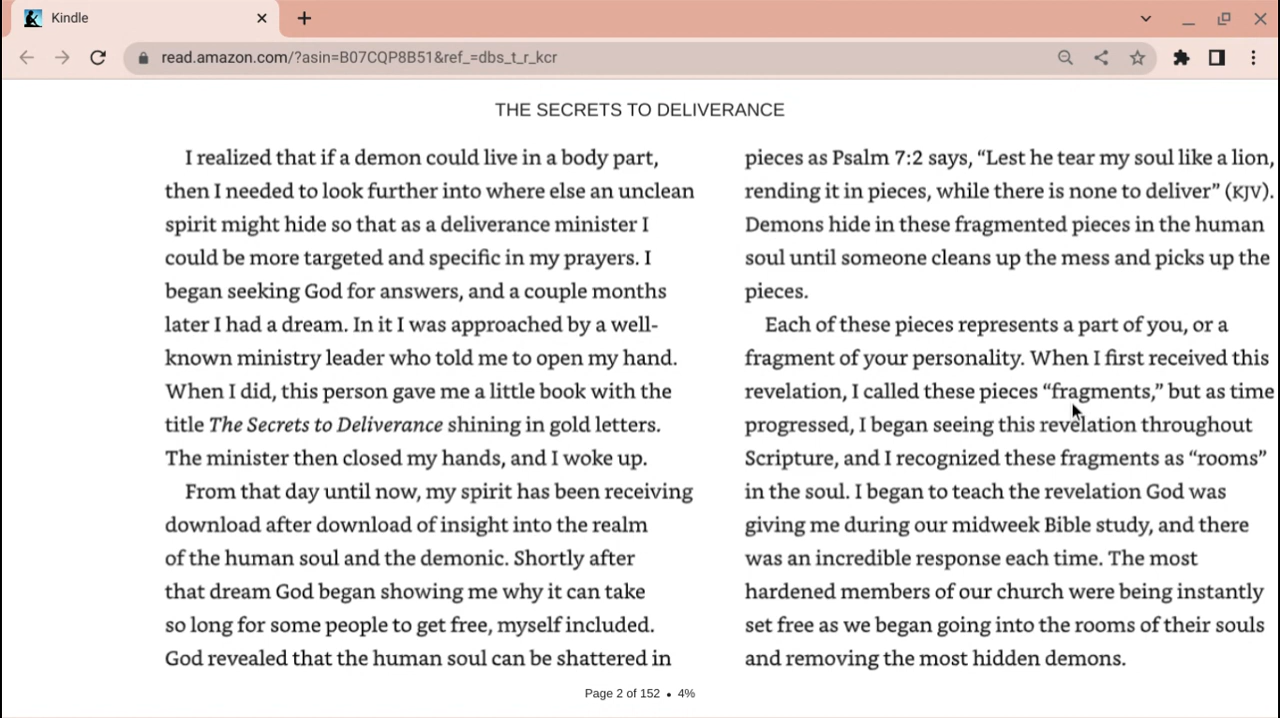 Kindle
read.amazon.com/?asin=B07CQP8B51&ref_=dbs_t_r_kcr
THE SECRETS TO DELIVERANCE
I realized that if a demon could live in a body part,
then I needed to look further into where else an unclean
spirit might hide so that as a deliverance minister I
could be more targeted and specific in my prayers. I
began seeking God for answers, and a couple months
later I had a dream. In it I was approached by a well-
known ministry leader who told me to open my hand.
When I did, this person gave me a little book with the
title The Secrets to Deliverance shining in gold letters.
The minister then closed my hands, and I woke up.
From that day until now, my spirit has been receiving
download after download of insight into the realm
of the human soul and the demonic. Shortly after
that dream God began showing me why it can take
so long for some people to get free, myself included.
God revealed that the human soul can be shattered in
pieces as Psalm 7:2 says, “Lest he tear my soul like a lion,
rending it in pieces, while there is none to deliver” (KJV).
Demons hide in these fragmented pieces in the human
soul until someone cleans up the mess and picks up the
pieces.
Each of these pieces represents a part of you, or a
fragment of your personality. When I first received this
revelation, I called these pieces “fragments,” but as time
progressed, I began seeing this revelation throughout
Scripture, and I recognized these fragments as “rooms”
in the soul. I began to teach the revelation God was
giving me during our midweek Bible study, and there
was an incredible response each time. The most
hardened members of our church were being instantly
set free as we began going into the rooms of their souls
and removing the most hidden demons.
Page 2 of 152 • 4%